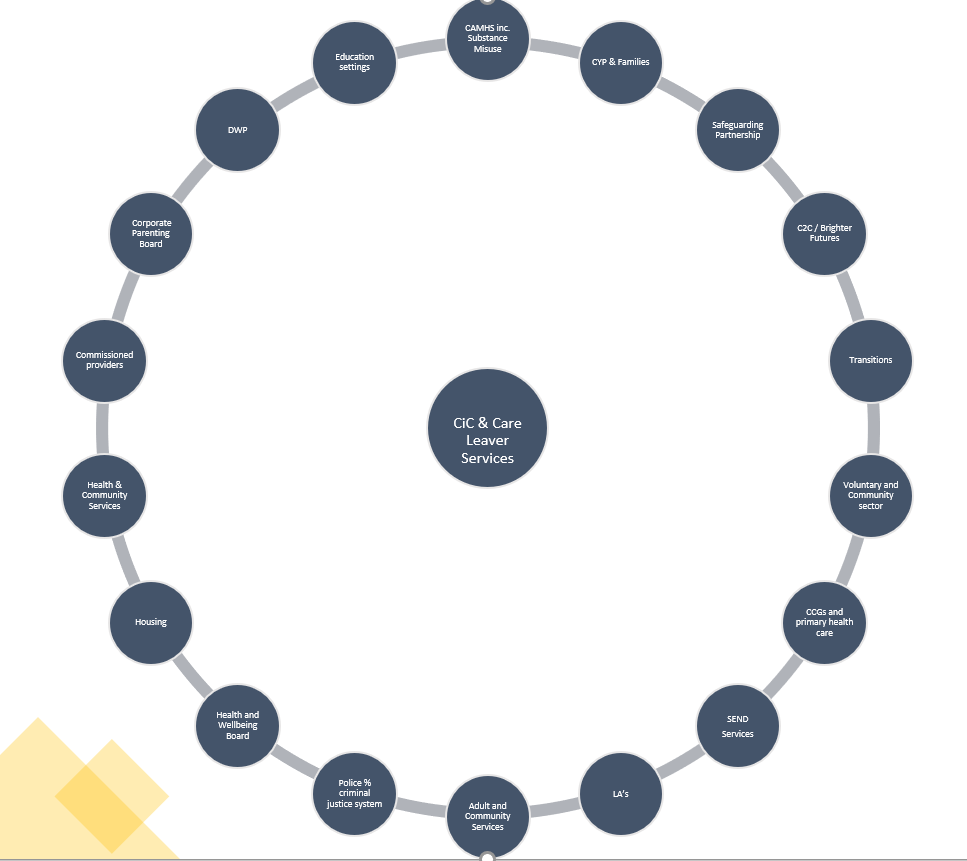 CAMHS inc.
Substance
Misuse
CYP & Families
Safeguarding
Partnership
C2C / Brighter
Futures
Transitions
Voluntary and
Community
sector
CCGs and
primary health
care
SEND
Services
LA's
Adult and
Community
Services
Police %
criminal
justice system
Health and
Wellbeing
Board
Housing
Health &
Community
Services
Commissioned
providers
Corporate
Parenting
Board
DWP
Education
settings
CiC & Care
Leaver
Services